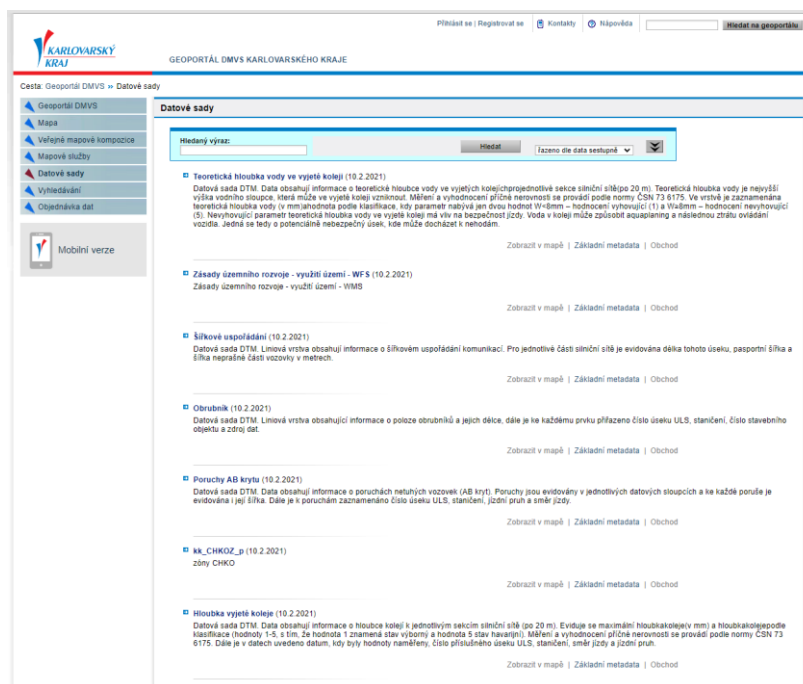 Přihlásit se | Registrovat se Kontakty Nápověda Hledat na geoportálu
KARLOVARSKÝ
KRAJ
GEOPORTÁL DMVS KARLOVARSKÉHO KRAJE
Cesta: Geoportál DMVS »» Datové sady
Geoportál DMVS
Mapa
Veřejné mapové kompozice
Mapové služby
Datové sady
Vyhledávání
Objednávka dat
Mobilní verze
Datové sady
Hledaný výraz:
Hledat
řazeno dle data sestupně
Teoretická hloubka vody ve vyjeté koleji (10.2.2021)
Datová sada DTM. Data obsahují informace o teoretické hloubce vody ve vyjetých kolejíchprojednotlivé sekce silniční sítě(po 20 m). Teoretická hloubka vody je nejvyšší
výška vodního sloupce, která může ve vyjeté koleji vzniknout. Měření a vyhodnocení příčné nerovnosti se provádí podle normy ČSN 73 6175. Ve vrstvě je zaznamenána
teoretická hloubka vody (v mm)ahodnota podle klasifikace, kdy parametr nabývá jen dvou hodnot W<8mm – hodnocení vyhovující (1) a W≥8mm – hodnocení nevyhovující
(5). Nevyhovující parametr teoretická hloubka vody ve vyjeté koleji má vliv na bezpečnost jízdy. Voda v koleji může způsobit aquaplaning a následnou ztrátu ovládání
vozidla. Jedná se tedy o potenciálně nebezpečný úsek, kde může docházet k nehodám.
Zobrazit v mapě | Základní metadata | Obchod
Zásady územního rozvoje - využití území - WFS (10.2.2021)
Zásady územního rozvoje - využití území - WMS
Zobrazit v mapě | Základní metadata | Obchod
Šířkové uspořádání (10.2.2021)
Datová sada DTM. Liniová vrstva obsahují informace o šířkovém uspořádání komunikací. Pro jednotlivé části silniční sítě je evidována délka tohoto úseku, pasportní šířka a
šířka neprašné části vozovky v metrech.
Zobrazit v mapě | Základní metadata | Obchod
Obrubník (10.2.2021)
Datová sada DTM. Liniová vrstva obsahující informace o poloze obrubníků a jejich délce, dále je ke každému prvku přiřazeno číslo úseku ULS, staničení, číslo stavebního
objektu a zdroj dat.
Zobrazit v mapě | Základní metadata | Obchod
Poruchy AB krytu (10.2.2021)
Datová sada DTM. Data obsahují informace o poruchách netuhých vozovek (AB kryt). Poruchy jsou evidovány v jednotlivých datových sloupcích a ke každé poruše je
evidována i její šířka. Dále je k poruchám zaznamenáno číslo úseku ULS, staničení, jízdní pruh a směr jízdy.
Zobrazit v mapě | Základní metadata | Obchod
kk_CHKOZ_p (10.2.2021)
zóny CHKO
Zobrazit v mapě | Základní metadata | Obchod
Hloubka vyjeté koleje (10.2.2021)
Datová sada DTM. Data obsahují informace o hloubce kolejí k jednotlivým sekcím silniční sítě (po 20 m). Eviduje se maximální hloubkakoleje(v mm) a hloubkakolejepodle
klasifikace (hodnoty 1-5, s tím, že hodnota 1 znamená stav výborný a hodnota 5 stav havarijní). Měření a vyhodnocení příčné nerovnosti se provádí podle normy ČSN 73
6175. Dále je v datech uvedeno datum, kdy byly hodnoty naměřeny, číslo příslušného úseku ULS, staničení, směr jízdy a jízdní pruh.
Zobrazit v mapě | Základní metadata | Obchod